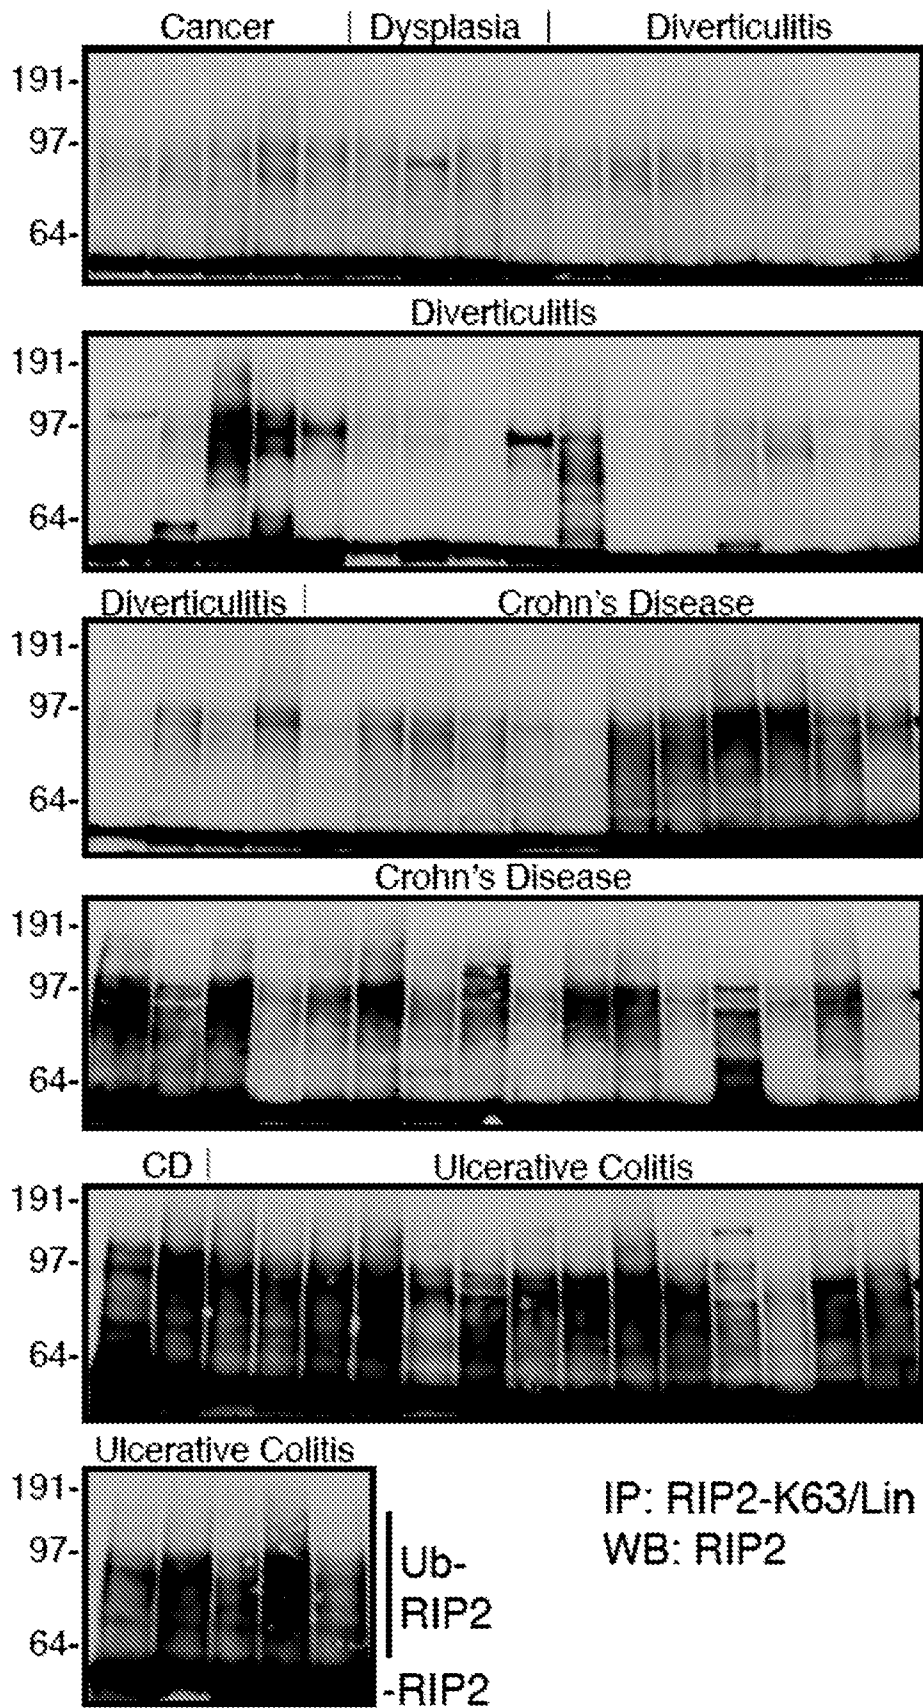 Cancer | Dysplasia | Diverticulitis
191-
97-
64-
Diverticulitis
191-
97-
64-
Diverticulitis | Crohn's Disease
191-
97-
64-
Crohn's Disease
191-
97-
64-
CD | Ulcerative Colitis
191-
97-
64-
Ulcerative Colitis
191-
97-
64-
Ub-
RIP2
-RIP2
IP: RIP2-K63/Lin
WB: RIP2